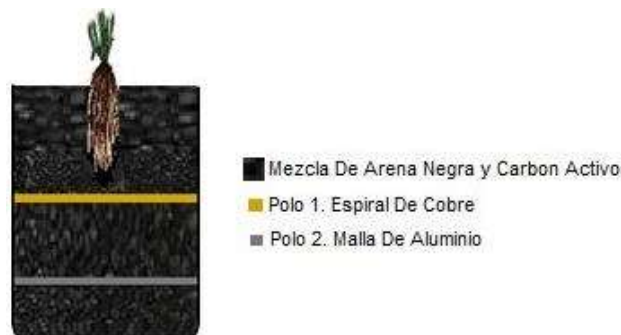 Mezcla De Arena Negra y Carbon Activo
Polo 1. Espiral De Cobre
Polo 2. Malla De Aluminio